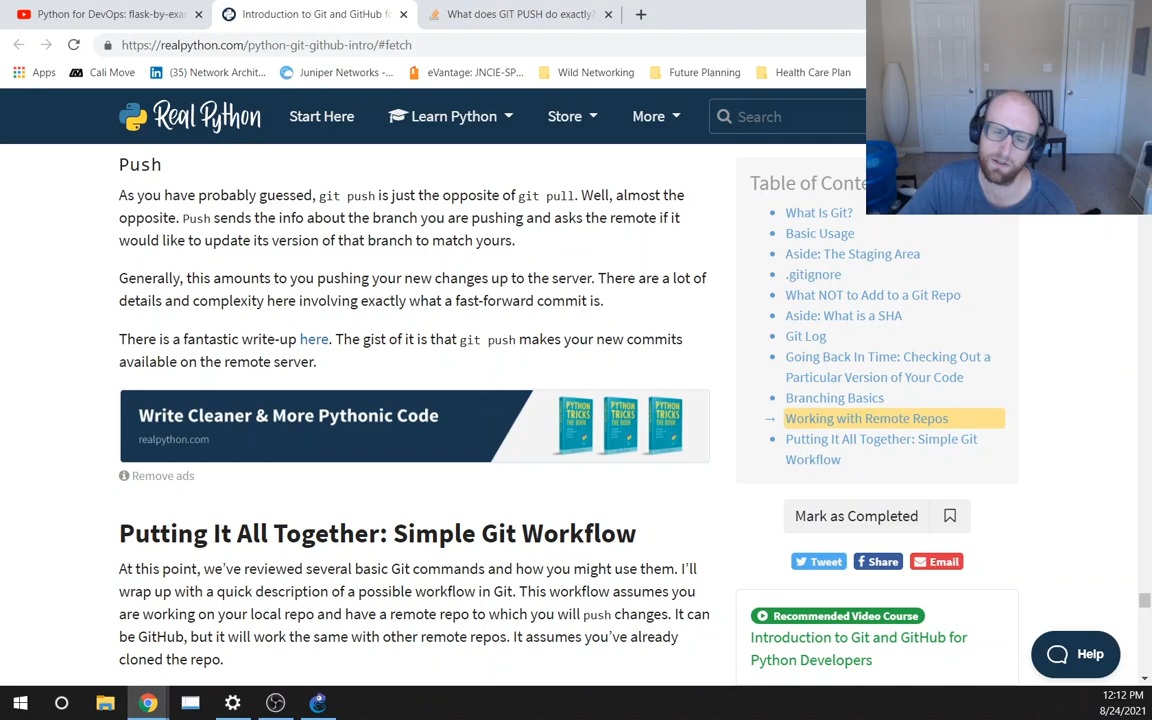 Python for DevOps: flask-by-exa
Introduction to Git and GitHub f
What does GIT PUSH do exactly?
https://realpython.com/python-git-github-intro/#fetch
Apps
Cali Move
(35) Network Archit...
Juniper Networks -...
eVantage: JNCIE-SP...
Wild Networking
Future Planning
Health Care Plan
Real Python
Start Here
Learn Python
Store
More
Search
Push
As you have probably guessed, git push is just the opposite of git pull. Well, almost the
opposite. Push sends the info about the branch you are pushing and asks the remote if it
would like to update its version of that branch to match yours.
Generally, this amounts to you pushing your new changes up to the server. There are a lot of
details and complexity here involving exactly what a fast-forward commit is.
There is a fantastic write-up here. The gist of it is that git push makes your new commits
available on the remote server.
Write Cleaner & More Pythonic Code
realpython.com
PYTHON TRICKS THE BOOK
PYTHON TRICKS THE BOOK
PYTHON TRICKS THE BOOK
Remove ads
Putting It All Together: Simple Git Workflow
At this point, we've reviewed several basic Git commands and how you might use them. I'll
wrap up with a quick description of a possible workflow in Git. This workflow assumes you
are working on your local repo and have a remote repo to which you will push changes. It can
be GitHub, but it will work the same with other remote repos. It assumes you've already
cloned the repo.
Table of Conte
What Is Git?
Basic Usage
Aside: The Staging Area
.gitignore
What NOT to Add to a Git Repo
Aside: What is a SHA
Git Log
Going Back In Time: Checking Out a
Particular Version of Your Code
Branching Basics
→ Working with Remote Repos
Putting It All Together: Simple Git
Workflow
Mark as Completed
Tweet
Share
Email
Recommended Video Course
Introduction to Git and GitHub for
Python Developers
Help
12:12 PM
8/24/2021